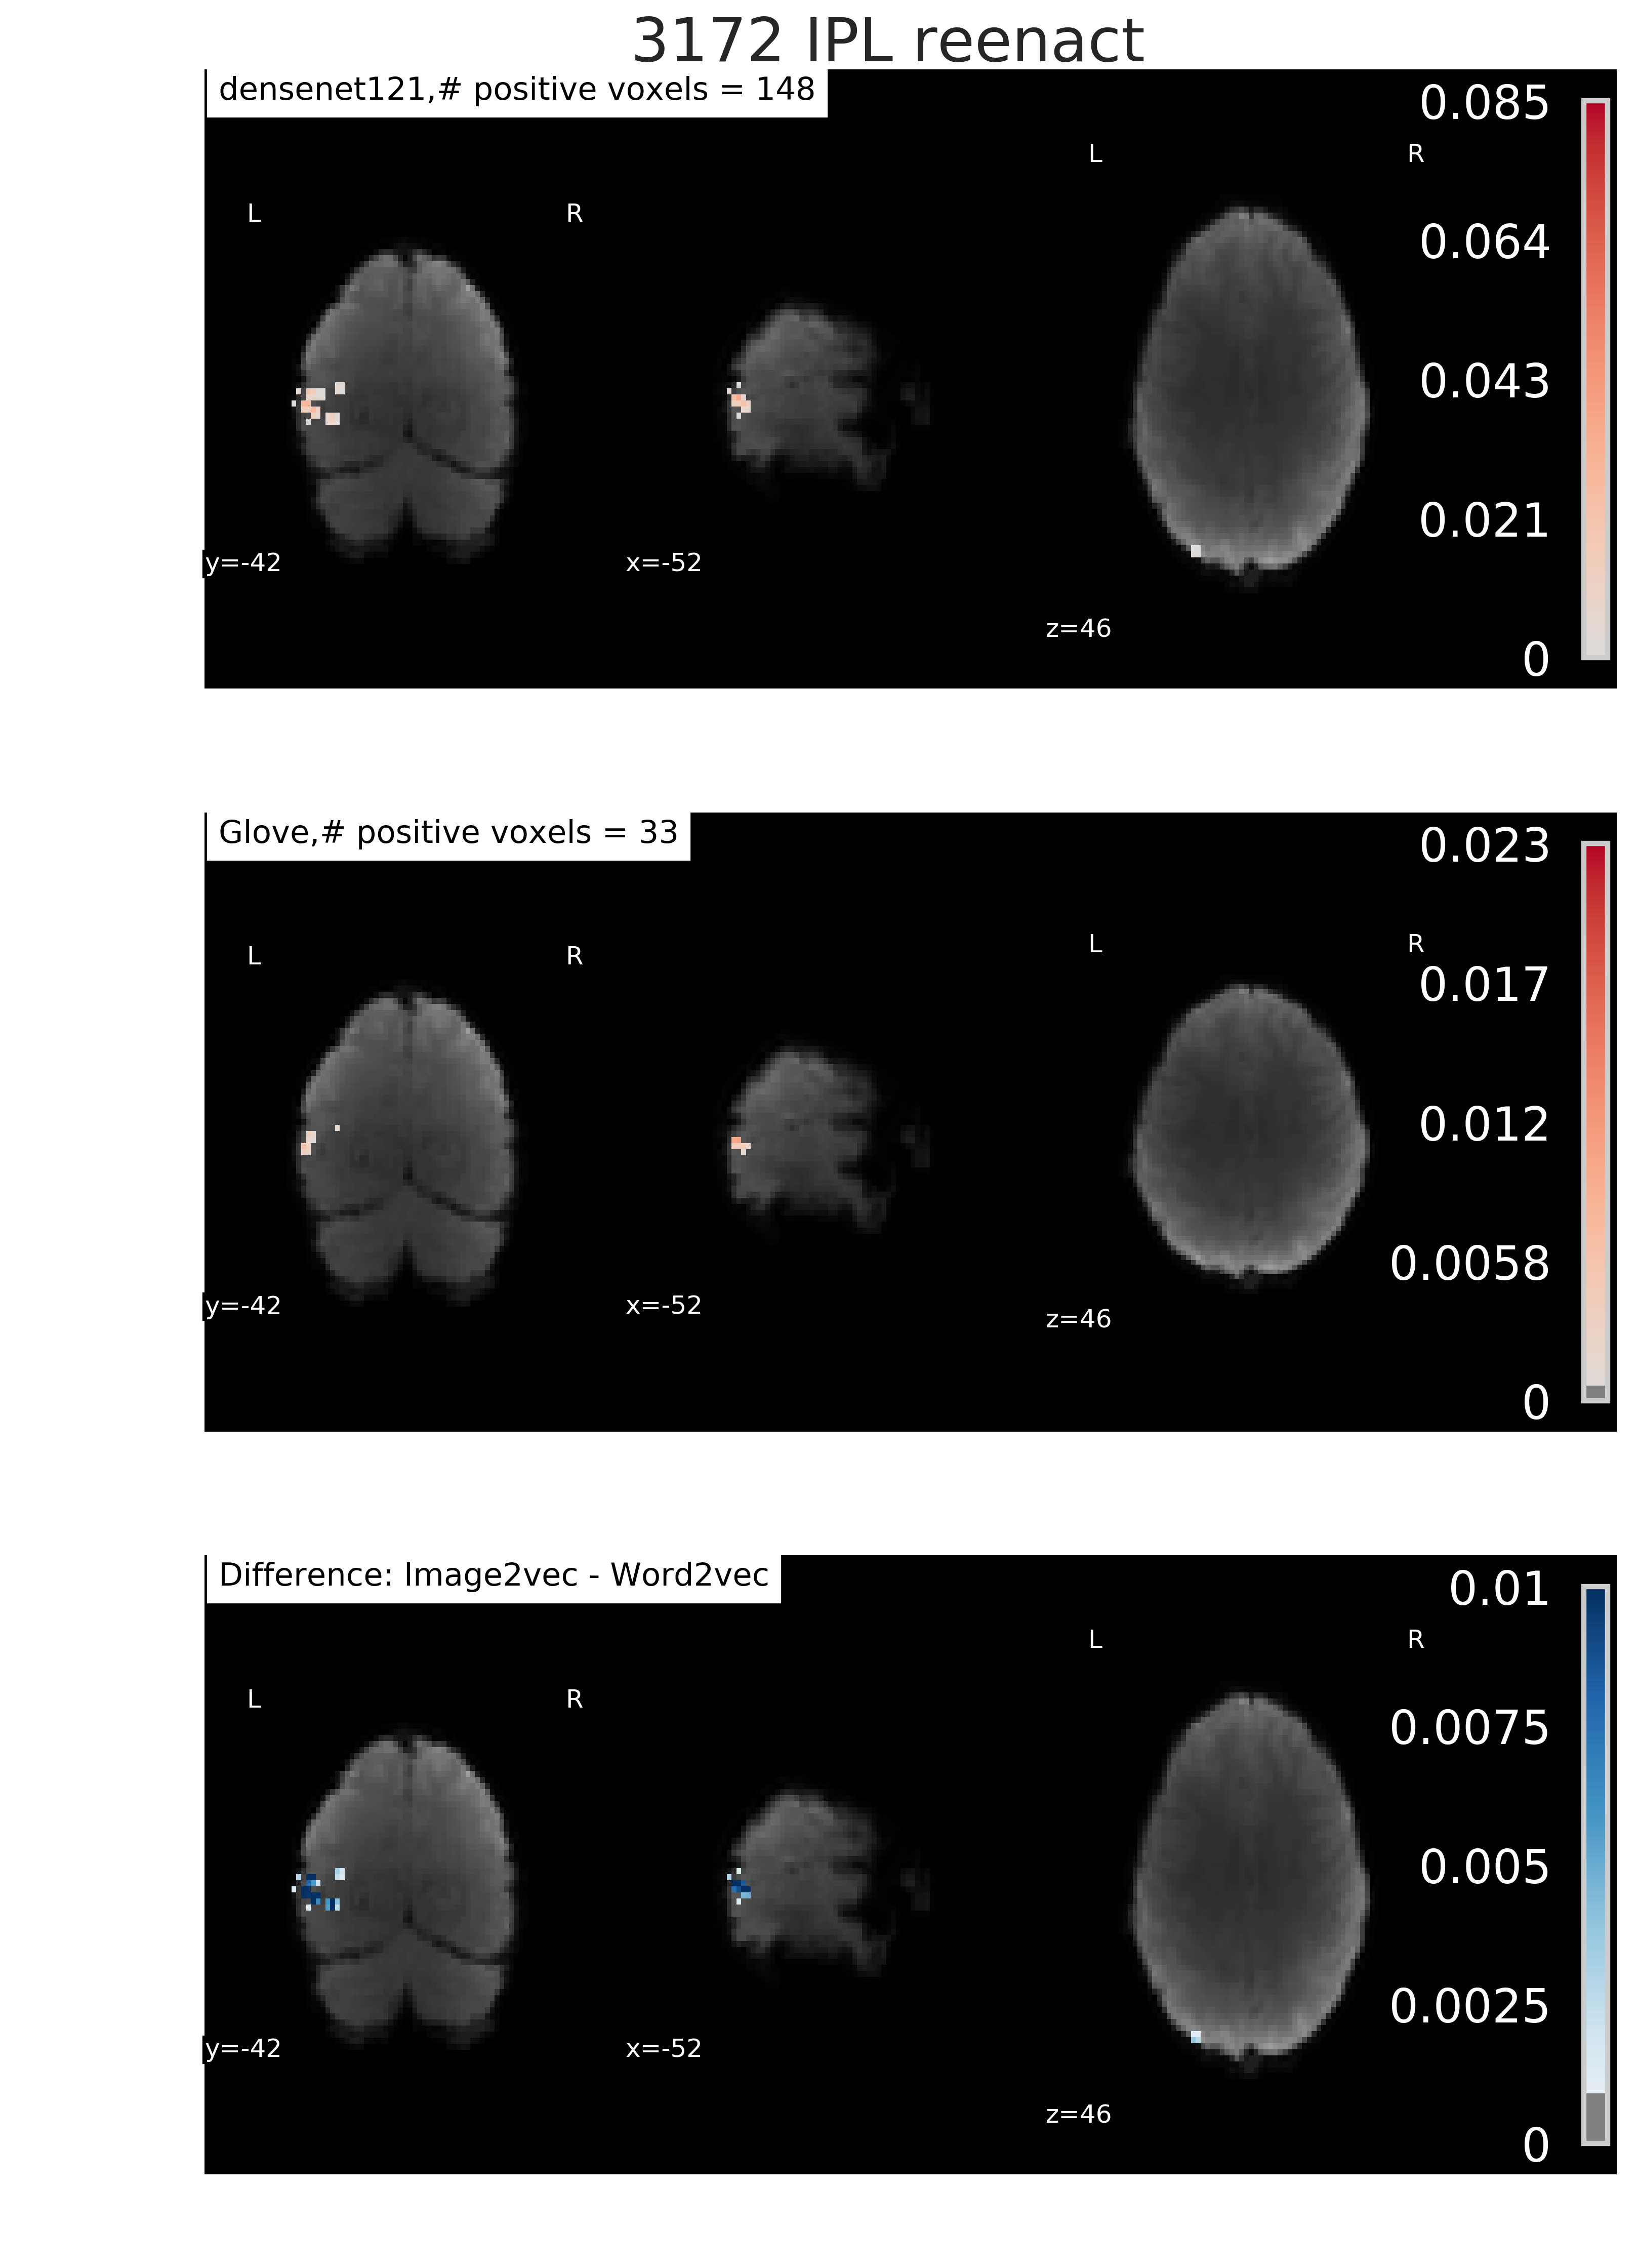 3172 IPL reenact
densenet121,# positive voxels = 148
0.085
L
R
0.064
L
R
0.043
0.021
y=-42
x=-52
z=46
0
Glove,# positive voxels = 33
0.023
L
R
L
R
0.017
0.012
0.0058
y=-42
x=-52
z=46
0
Difference: Image2vec - Word2vec
0.01
L
R
L
R
0.0075
0.005
0.0025
y=-42
x=-52
z=46
0